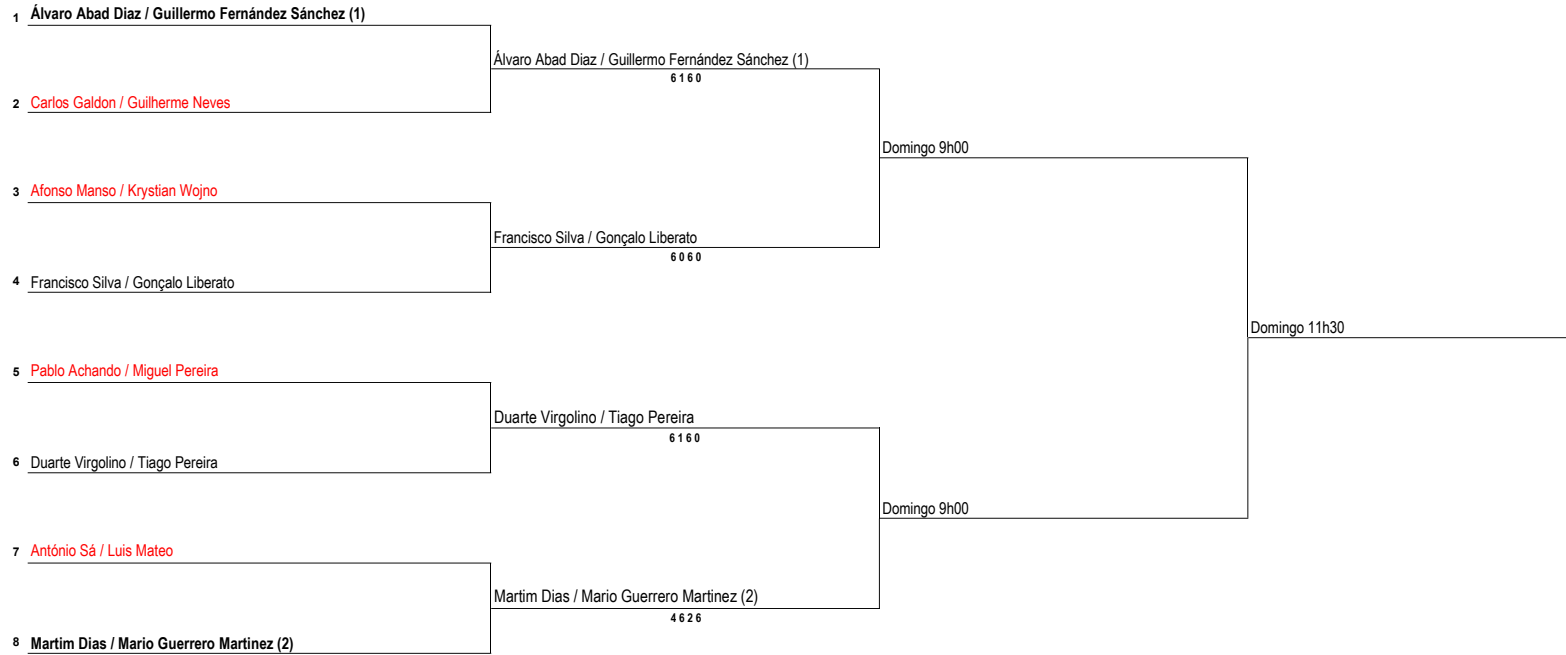 1 Álvaro Abad Diaz / Guillermo Fernández Sánchez (1)
Álvaro Abad Diaz / Guillermo Fernández Sánchez (1)
6 1 6 0
2 Carlos Galdon / Guilherme Neves
Domingo 9h00
3 Afonso Manso / Krystian Wojno
Francisco Silva / Gonçalo Liberato
6 0 6 0
4 Francisco Silva / Gonçalo Liberato
Domingo 11h30
5 Pablo Achando / Miguel Pereira
Duarte Virgolino / Tiago Pereira
6 1 6 0
6 Duarte Virgolino / Tiago Pereira
Domingo 9h00
7 António Sá / Luis Mateo
Martim Dias / Mario Guerrero Martinez (2)
4 6 2 6
8 Martim Dias / Mario Guerrero Martinez (2)